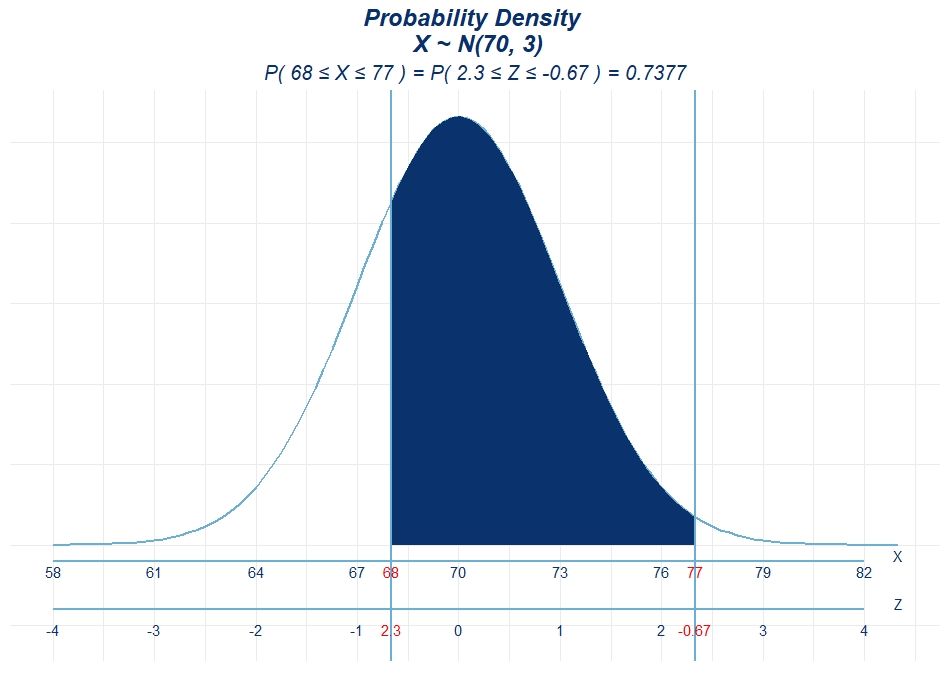 Probability Density
X ~ N(70, 3)
P( 68 ≤ X ≤ 77 ) = P( 2.3 ≤ Z ≤ -0.67 ) = 0.7377
X
58 61 64 67 68 70 73 76 77 79 82
Z
-4 -3 -2 -1 2.3 0 1 2 -0.67 3 4